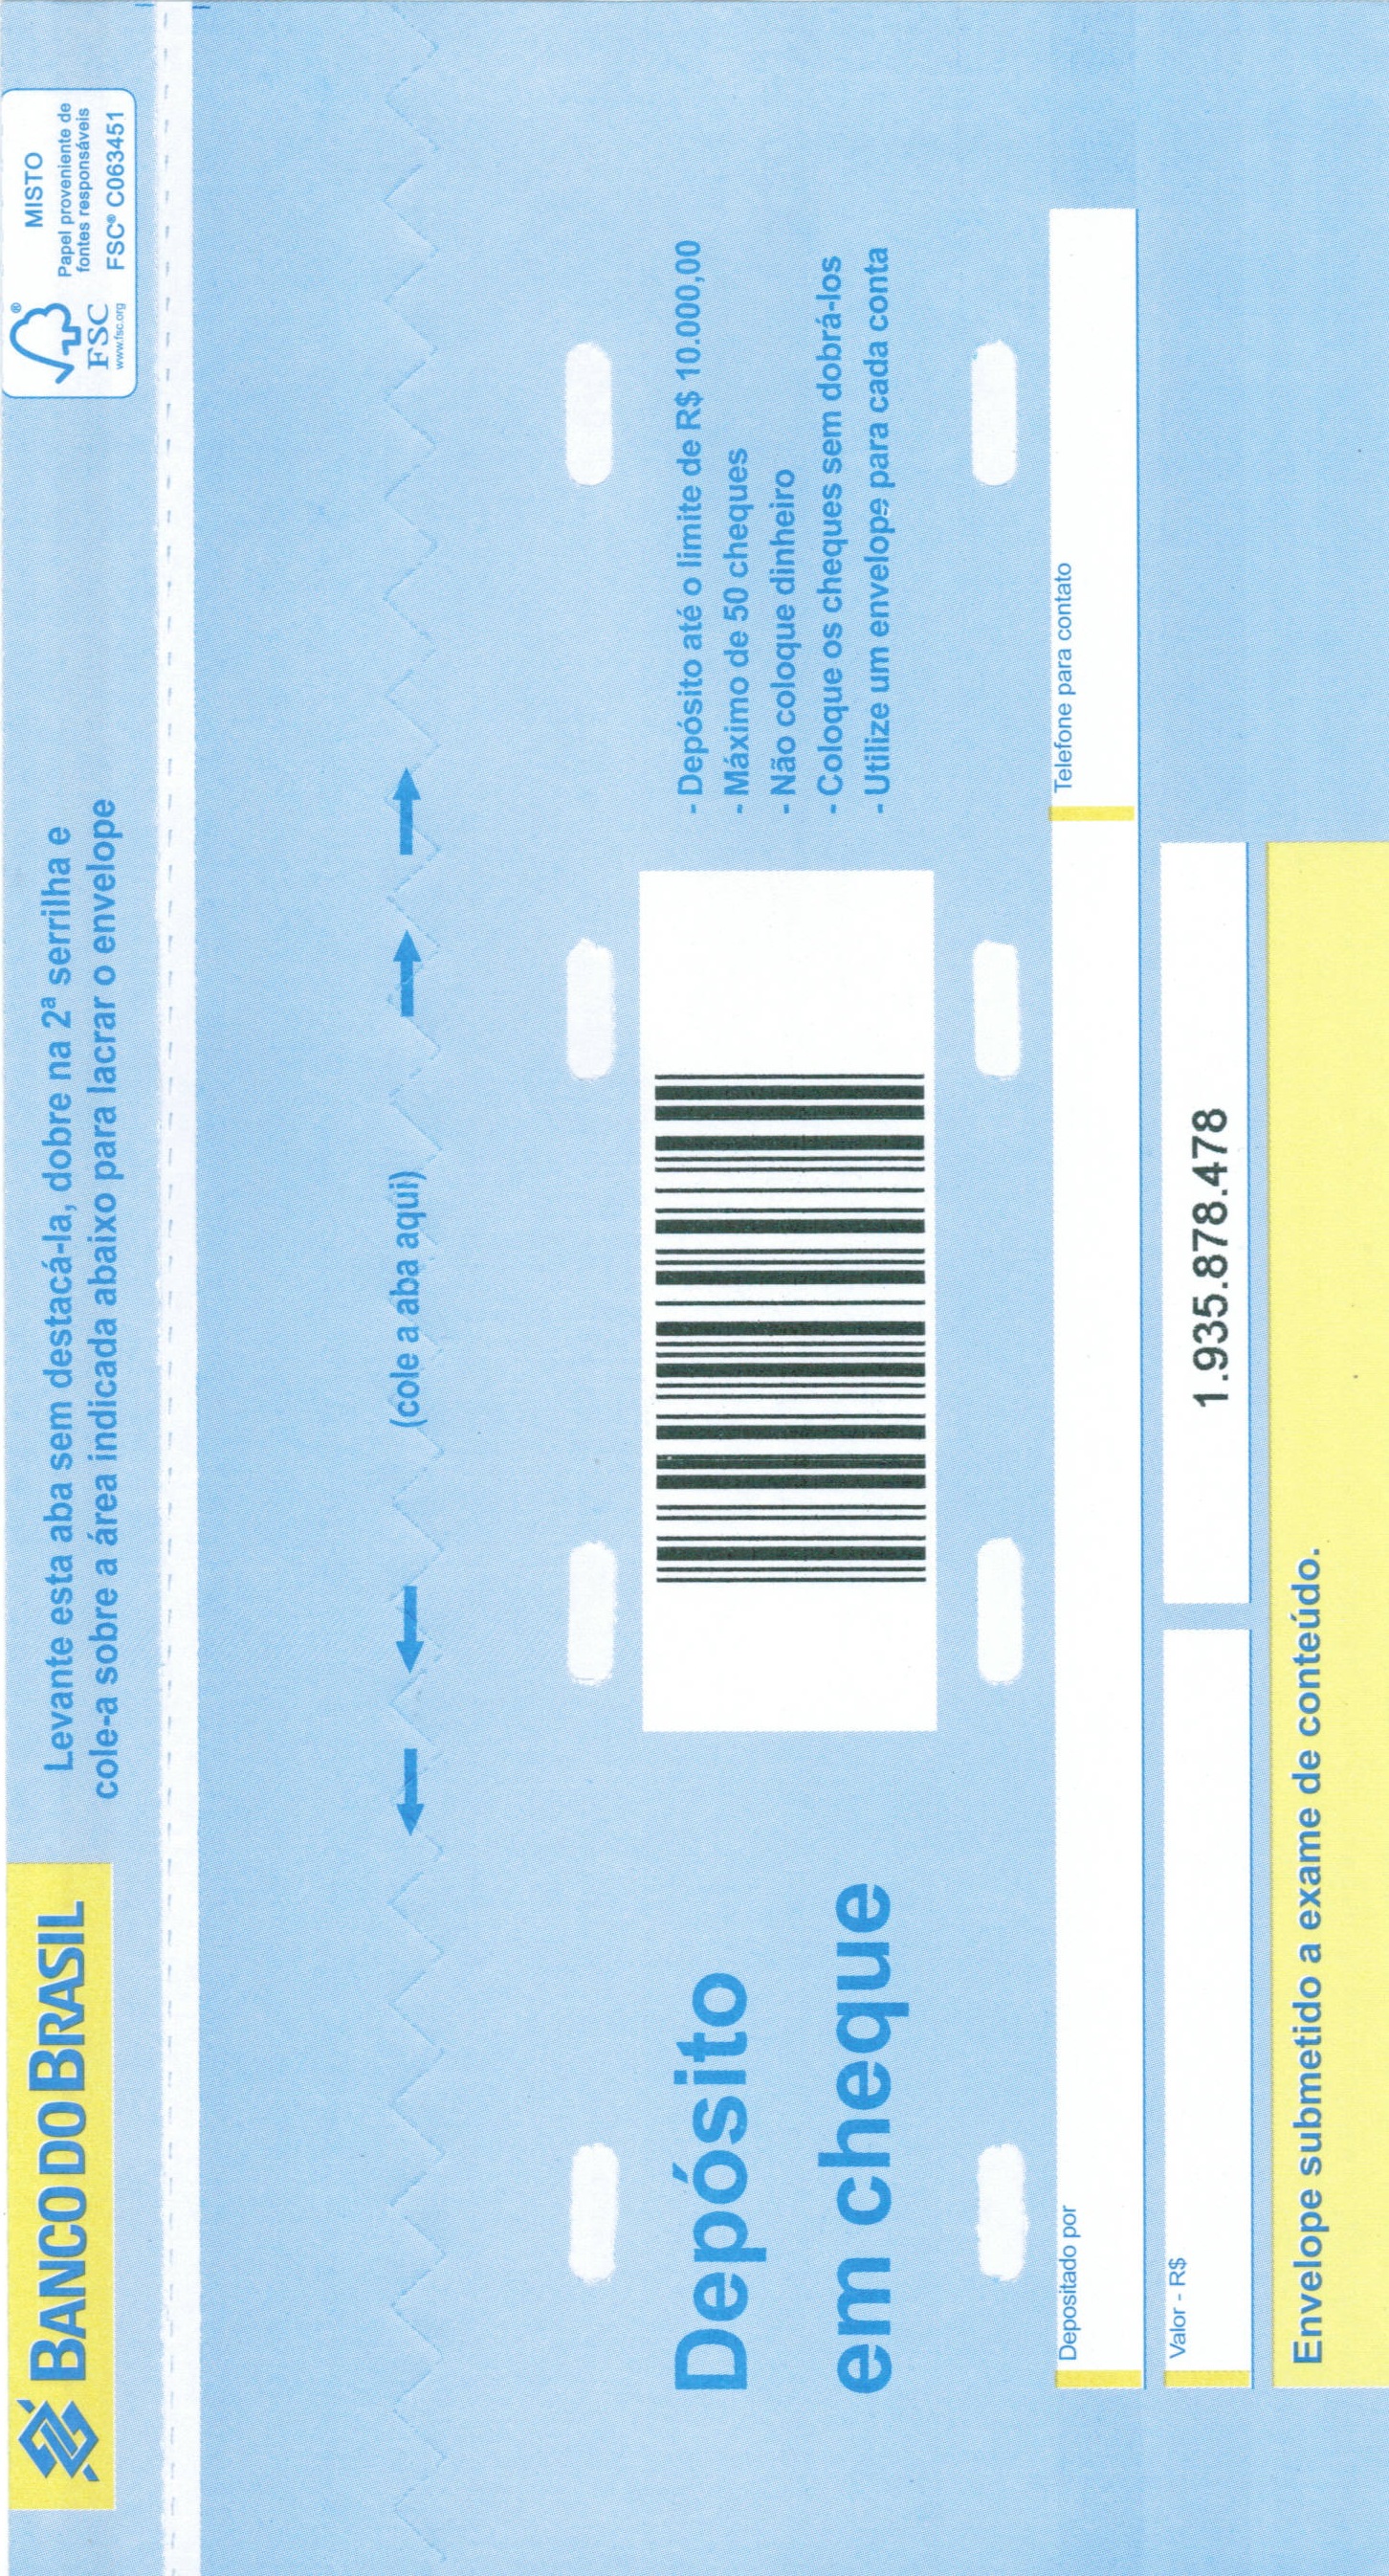 BANCO DO BRASIL
Levante esta aba sem destacá-la, dobre na 2ª serrilha e
cole-a sobre a área indicada abaixo para lacrar o envelope
®
FSC
www.fsc.org
MISTO
Papel proveniente de
fontes responsáveis
FSC® C063451
(cole a aba aqui)
Depósito
em cheque
- Depósito até o limite de R$ 10.000,00
- Máximo de 50 cheques
- Não coloque dinheiro
- Coloque os cheques sem dobrá-los
- Utilize um envelope para cada conta
Depositado por
Telefone para contato
Valor - R$
1.935.878.478
Envelope submetido a exame de conteúdo.